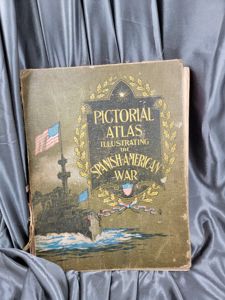 PICTORIAL
ATLAS
ILLUSTRATING
THE
SPANISH-AMERICAN
WAR